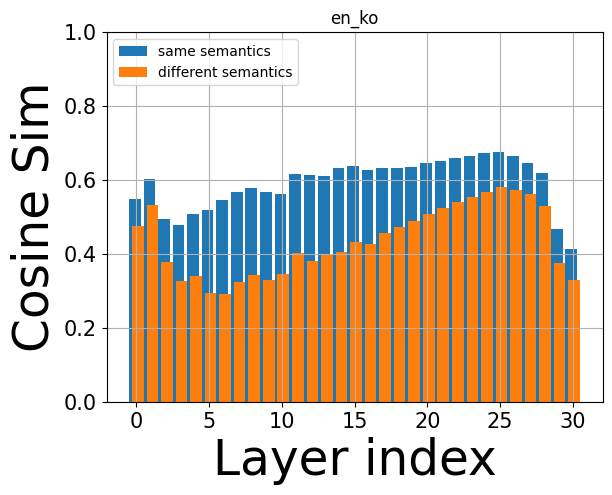 en_ko
same semantics
different semantics
Cosine Sim
1.0
0.8
0.6
0.4
0.2
0.0
0 5 10 15 20 25 30
Layer index